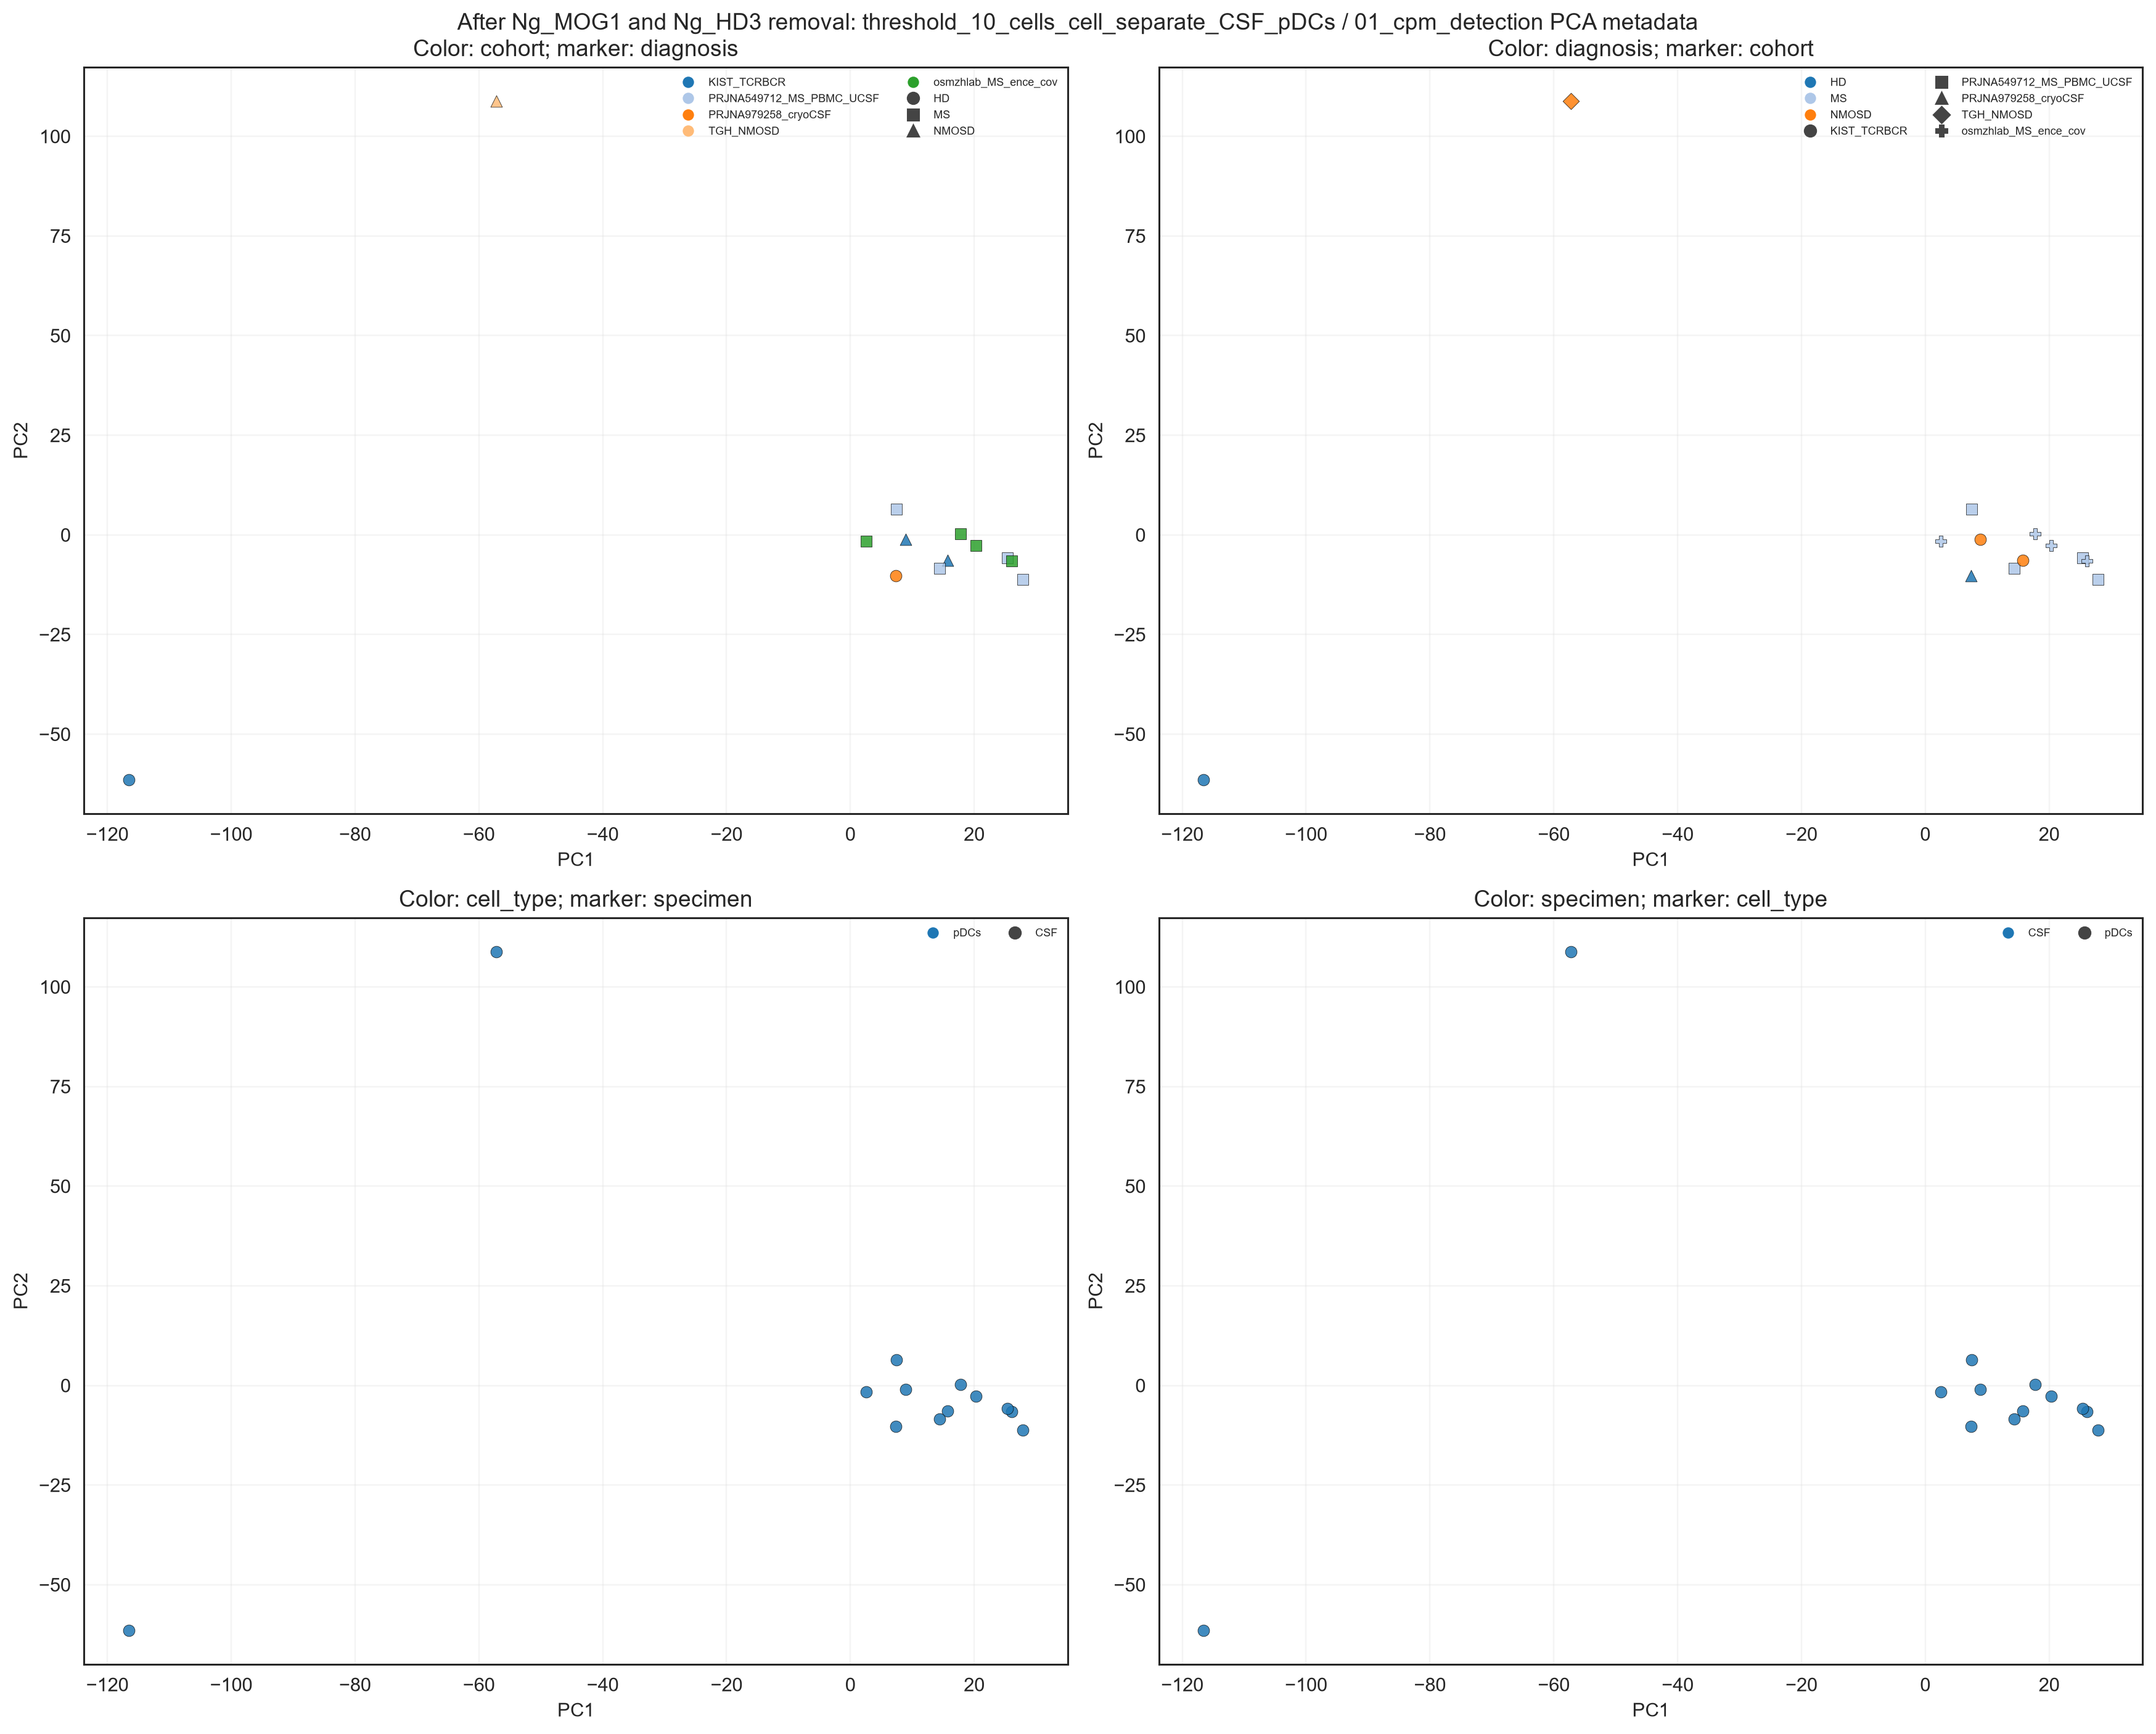 After Ng_MOG1 and Ng_HD3 removal: threshold_10_cells_cell_separate_CSF_pDCs / 01_cpm_detection PCA metadata
Color: cohort; marker: diagnosis
KIST_TCRBCR
PRJNA549712_MS_PBMC_UCSF
PRJNA979258_cryoCSF
TGH_NMOSD
osmzhlab_MS_ence_cov
HD
MS
NMOSD
100
75
50
25
0
−25
−50
PC2
−120 −100 −80 −60 −40 −20 0 20
PC1
Color: diagnosis; marker: cohort
HD
MS
NMOSD
KIST_TCRBCR
PRJNA549712_MS_PBMC_UCSF
PRJNA979258_cryoCSF
TGH_NMOSD
osmzhlab_MS_ence_cov
100
75
50
25
0
−25
−50
PC2
−120 −100 −80 −60 −40 −20 0 20
PC1
Color: cell_type; marker: specimen
pDCs CSF
100
75
50
25
0
−25
−50
PC2
−120 −100 −80 −60 −40 −20 0 20
PC1
Color: specimen; marker: cell_type
CSF pDCs
100
75
50
25
0
−25
−50
PC2
−120 −100 −80 −60 −40 −20 0 20
PC1